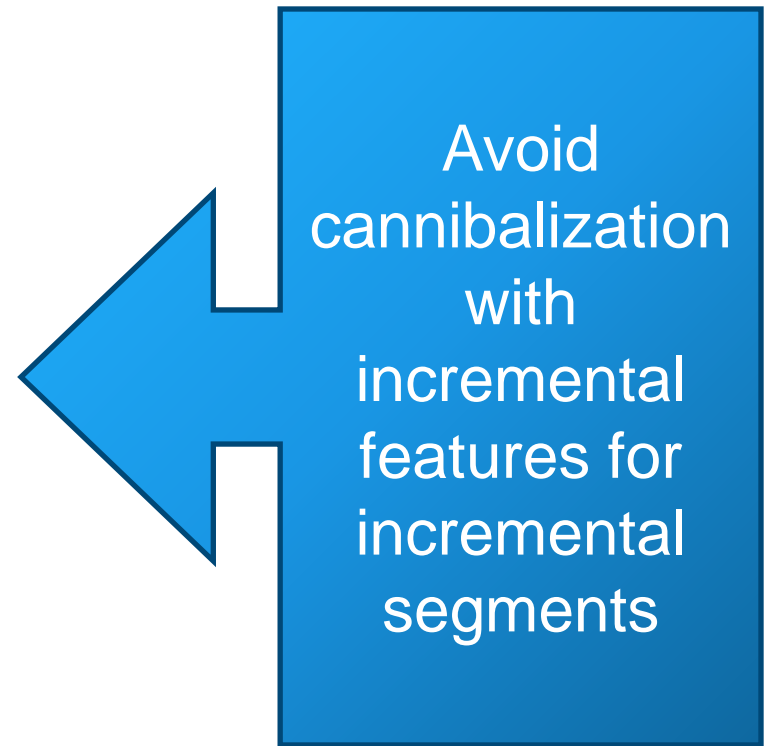 Avoid
cannibalization
with
incremental
features for
incremental
segments